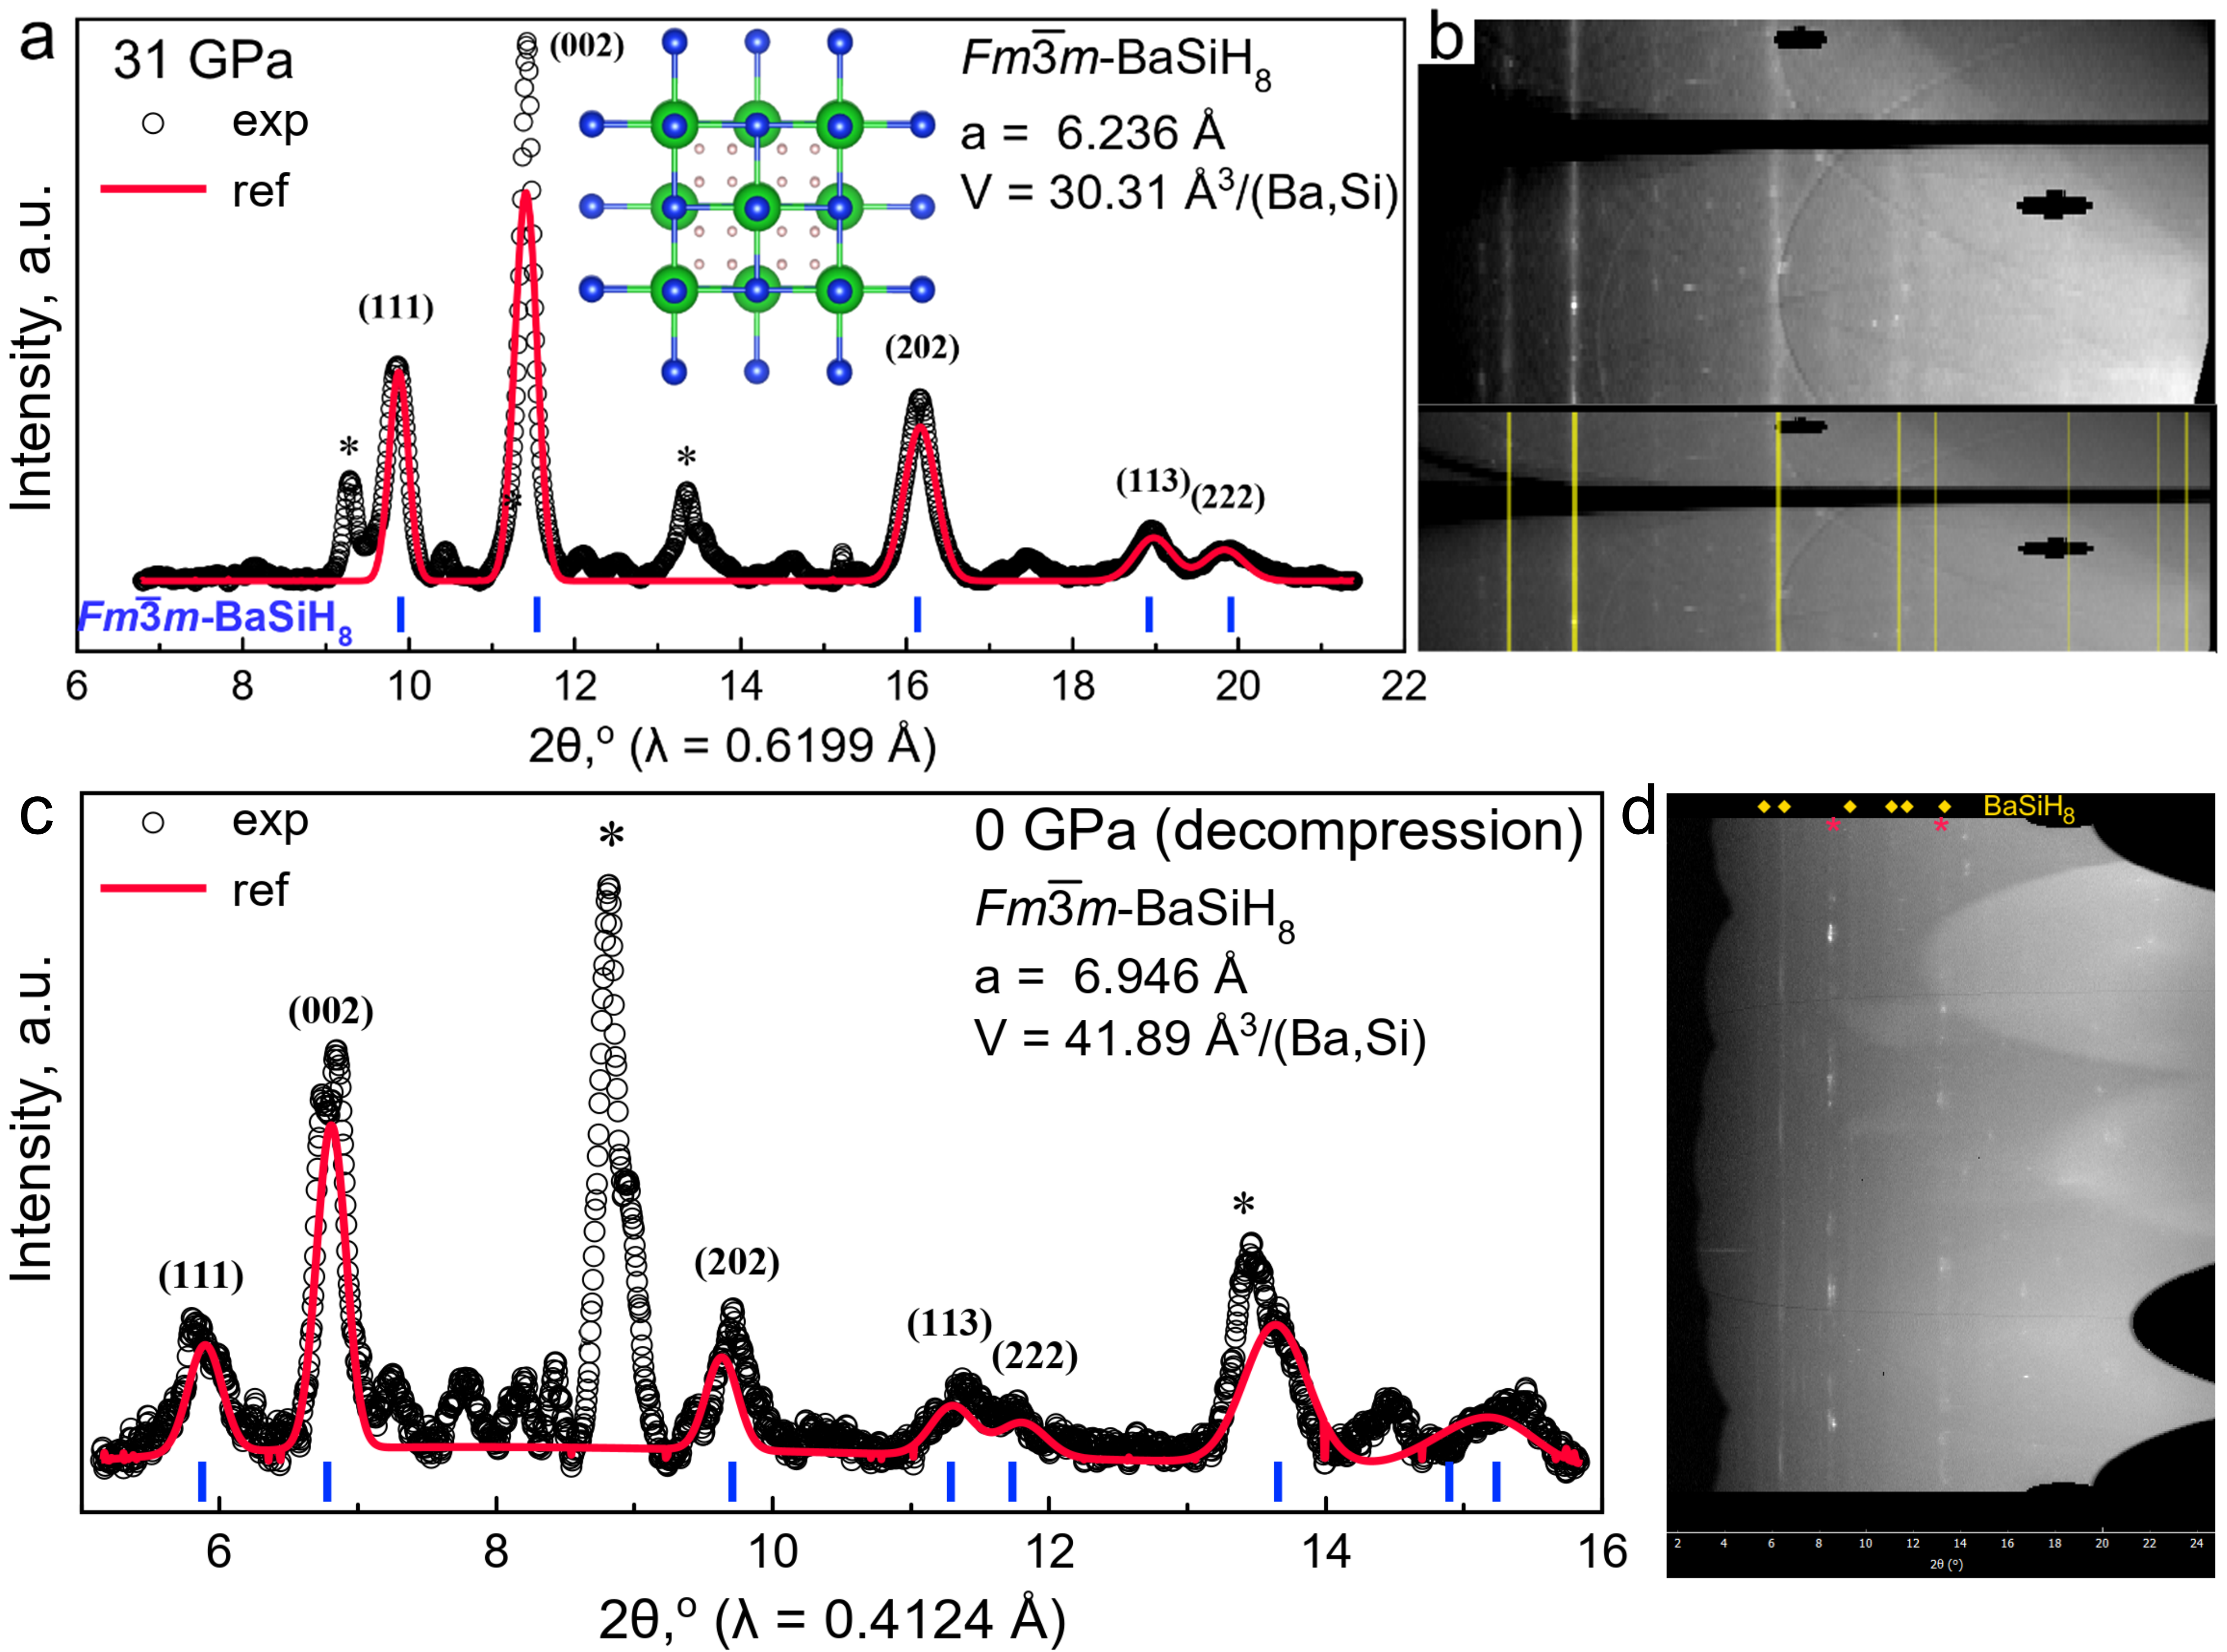 a
31 GPa
exp
ref
(002)
Fm3̅m-BaSiH₈
a = 6.236 Å
V = 30.31 Å³/(Ba,Si)
(111)
*
*
(202)
(113)
(222)
Fm3̅m-BaSiH₈
6 8 10 12 14 16 18 20 22
2θ,º (λ = 0.6199 Å)
Intensity, a.u.
b
c
exp
ref
*
0 GPa (decompression)
Fm3̅m-BaSiH₈
a = 6.946 Å
V = 41.89 Å³/(Ba,Si)
(002)
(111)
(202)
*
(113)
(222)
6 8 10 12 14 16
2θ,º (λ = 0.4124 Å)
Intensity, a.u.
d
BaSiH₈
* *
2 4 6 8 10 12 14 16 18 20 22 24
2θ (º)